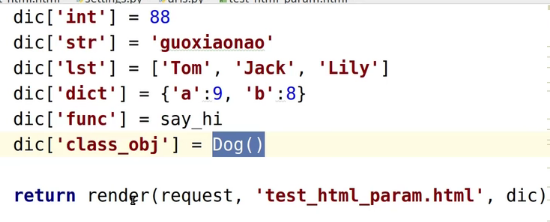 dic['int'] = 88
dic['str'] = 'guoxiaonao'
dic['lst'] = ['Tom', 'Jack', 'Lily']
dic['dict'] = {'a':9, 'b':8}
dic['func'] = say_hi
dic['class_obj'] = Dog()
return render(request, 'test_html_param.html', dic)